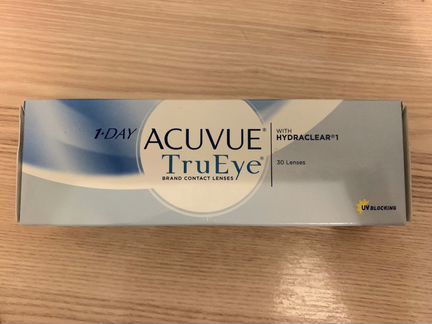 1·DAY
ACUVUE®
TruEye®
BRAND CONTACT LENSES
WITH
HYDRACLEAR®1
30 Lenses
UV BLOCKING